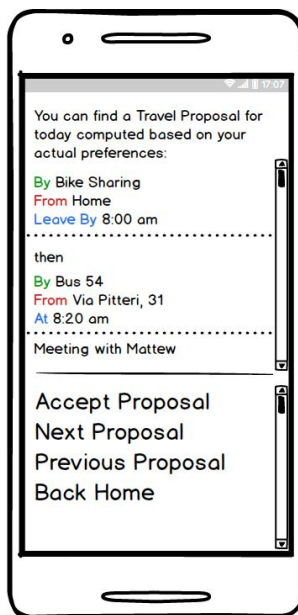 17:07
You can find a Travel Proposal for
today computed based on your
actual preferences:
By Bike Sharing
From Home
Leave By 8:00 am
then
By Bus 54
From Via Pitteri, 31
At 8:20 am
Meeting with Mattew
Accept Proposal
Next Proposal
Previous Proposal
Back Home